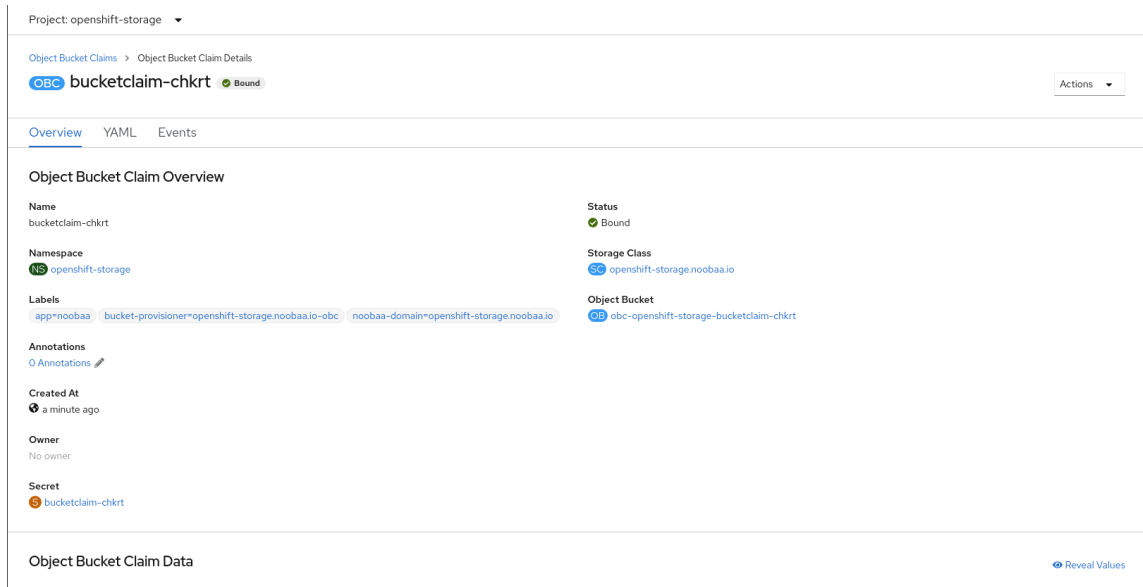 Project: openshift-storage
Object Bucket Claims > Object Bucket Claim Details
OBC bucketclaim-chkrt Bound
Actions
Overview YAML Events
Object Bucket Claim Overview
Name
bucketclaim-chkrt
Namespace
NS openshift-storage
Labels
app=noobaa bucket-provisioner=openshift-storage.noobaa.io-obc noobaa-domain=openshift-storage.noobaa.io
Annotations
0 Annotations
Created At
a minute ago
Owner
No owner
Secret
S bucketclaim-chkrt
Status
Bound
Storage Class
SC openshift-storage.noobaa.io
Object Bucket
OB obc-openshift-storage-bucketclaim-chkrt
Object Bucket Claim Data
Reveal Values